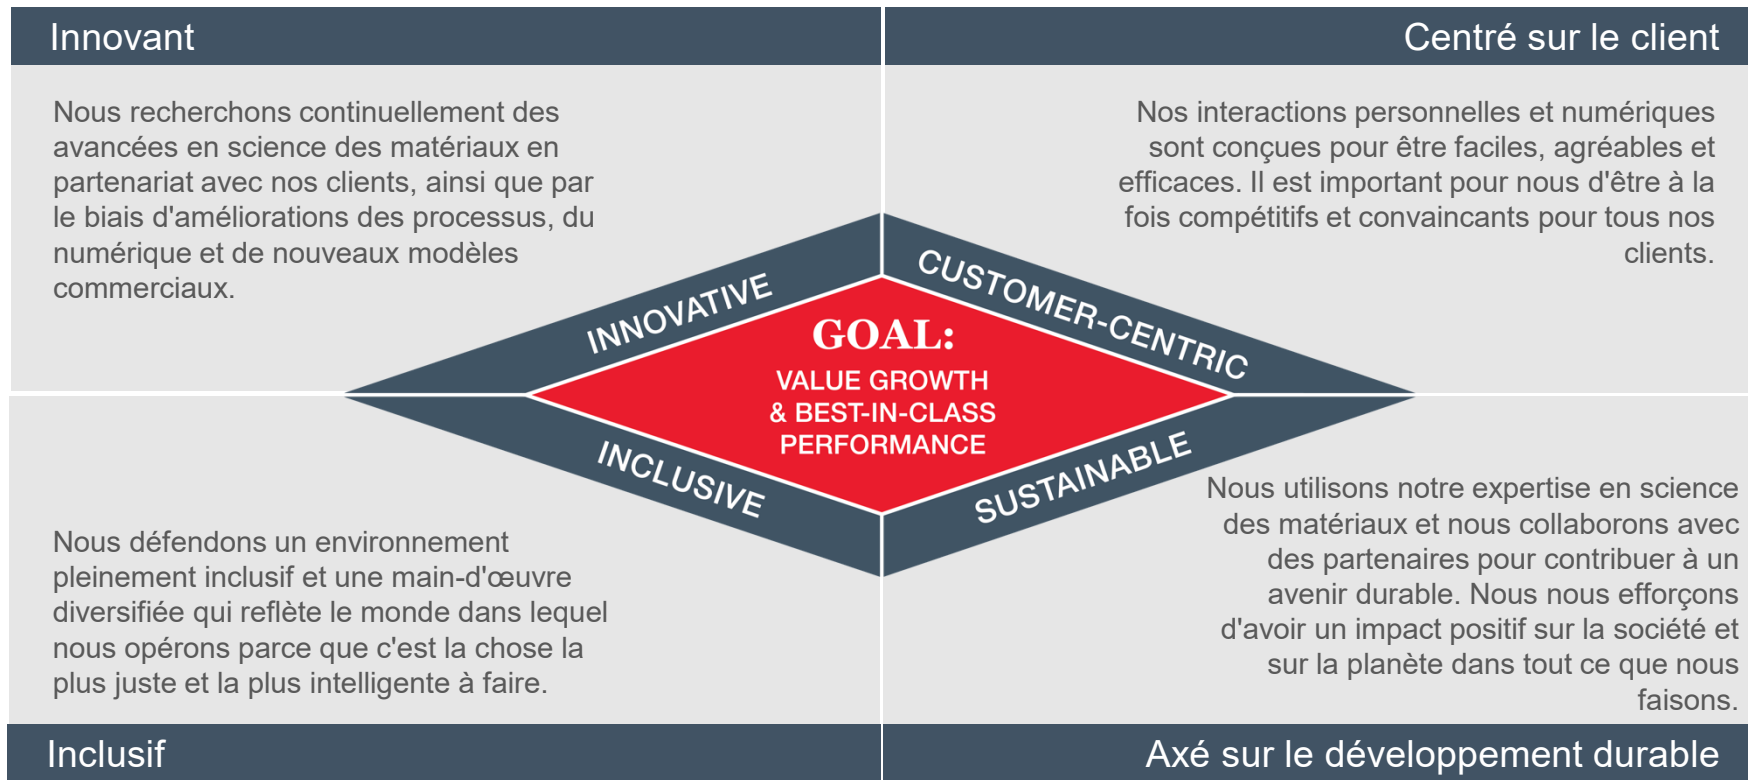 Innovant
Centré sur le client
Nous recherchons continuellement des
avancées en science des matériaux en
partenariat avec nos clients, ainsi que par
le biais d'améliorations des processus, du
numérique et de nouveaux modèles
commerciaux.
Nos interactions personnelles et numériques
sont conçues pour être faciles, agréables et
efficaces. Il est important pour nous d'être à la
fois compétitifs et convaincants pour tous nos
clients.
INNOVATIVE
CUSTOMER-CENTRIC
GOAL:
VALUE GROWTH
& BEST-IN-CLASS
PERFORMANCE
INCLUSIVE
SUSTAINABLE
Nous défendons un environnement
pleinement inclusif et une main-d'œuvre
diversifiée qui reflète le monde dans lequel
nous opérons parce que c'est la chose la
plus juste et la plus intelligente à faire.
Nous utilisons notre expertise en science
des matériaux et nous collaborons avec
des partenaires pour contribuer à un
avenir durable. Nous nous efforçons
d'avoir un impact positif sur la société et
sur la planète dans tout ce que nous
faisons.
Inclusif
Axé sur le développement durable